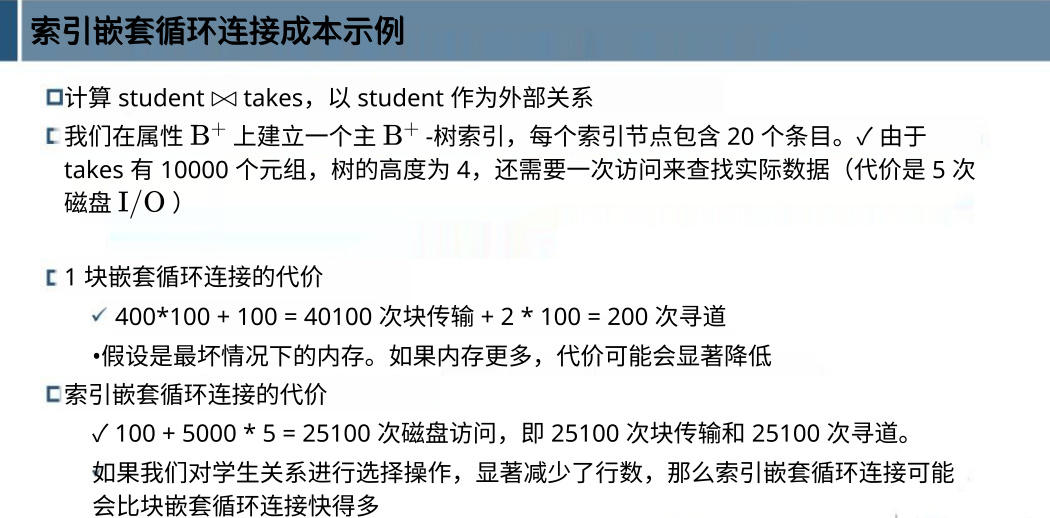 索引嵌套循环连接成本示例
计算 student ⋈ takes，以 student 作为外部关系
我们在属性 B⁺ 上建立一个主 B⁺ -树索引，每个索引节点包含 20 个条目。✓ 由于
takes 有 10000 个元组，树的高度为 4，还需要一次访问来查找实际数据（代价是 5 次
磁盘 I/O ）
1 块嵌套循环连接的代价
✓ 400*100 + 100 = 40100 次块传输 + 2 * 100 = 200 次寻道
•假设是最坏情况下的内存。如果内存更多，代价可能会显著降低
索引嵌套循环连接的代价
✓ 100 + 5000 * 5 = 25100 次磁盘访问，即 25100 次块传输和 25100 次寻道。
如果我们对学生关系进行选择操作，显著减少了行数，那么索引嵌套循环连接可能
会比块嵌套循环连接快得多